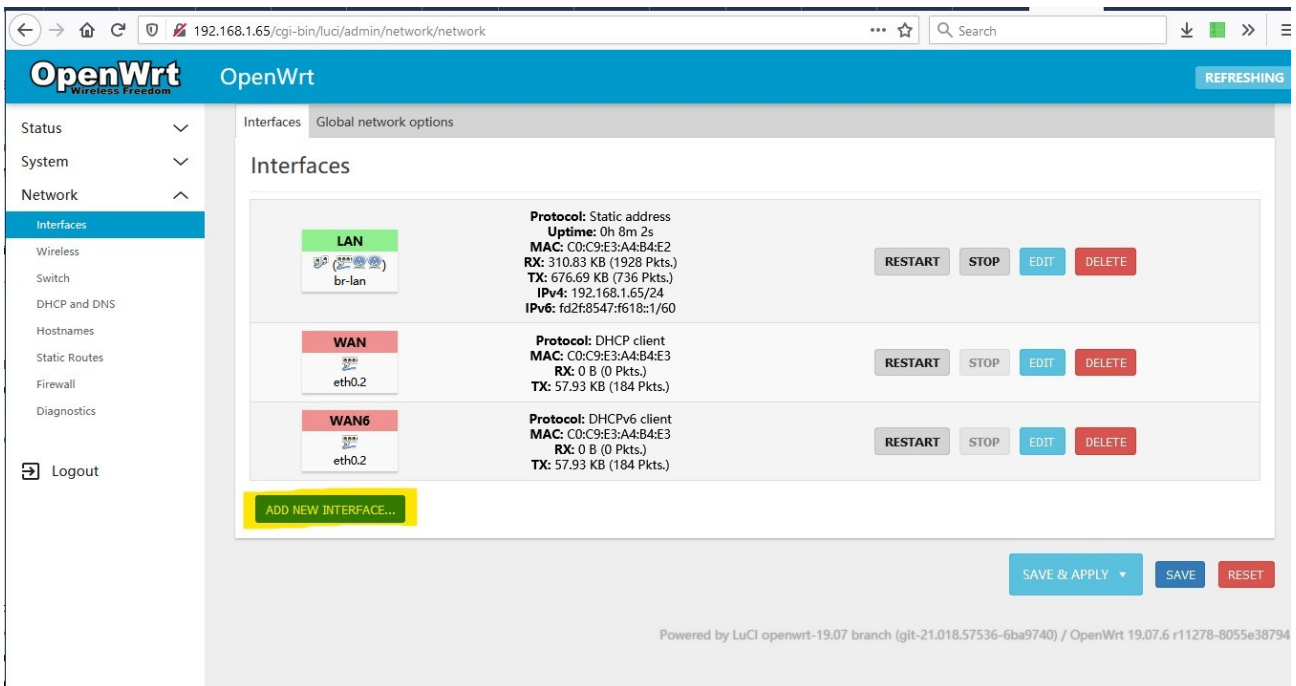 192.168.1.65/cgi-bin/luci/admin/network/network
Search
OpenWrt
Wireless Freedom
OpenWrt
REFRESHING
Status
System
Network
Interfaces
Wireless
Switch
DHCP and DNS
Hostnames
Static Routes
Firewall
Diagnostics
Logout
Interfaces Global network options
Interfaces
LAN
br-lan
Protocol: Static address
Uptime: 0h 8m 2s
MAC: C0:C9:E3:A4:B4:E2
RX: 310.83 KB (1928 Pkts.)
TX: 676.69 KB (736 Pkts.)
IPv4: 192.168.1.65/24
IPv6: fd2f:8547:f618::1/60
RESTART STOP EDIT DELETE
WAN
eth0.2
Protocol: DHCP client
MAC: C0:C9:E3:A4:B4:E3
RX: 0 B (0 Pkts.)
TX: 57.93 KB (184 Pkts.)
RESTART STOP EDIT DELETE
WAN6
eth0.2
Protocol: DHCPv6 client
MAC: C0:C9:E3:A4:B4:E3
RX: 0 B (0 Pkts.)
TX: 57.93 KB (184 Pkts.)
RESTART STOP EDIT DELETE
ADD NEW INTERFACE...
SAVE & APPLY SAVE RESET
Powered by LuCI openwrt-19.07 branch (git-21.018.57536-6ba9740) / OpenWrt 19.07.6 r11278-8055e38794